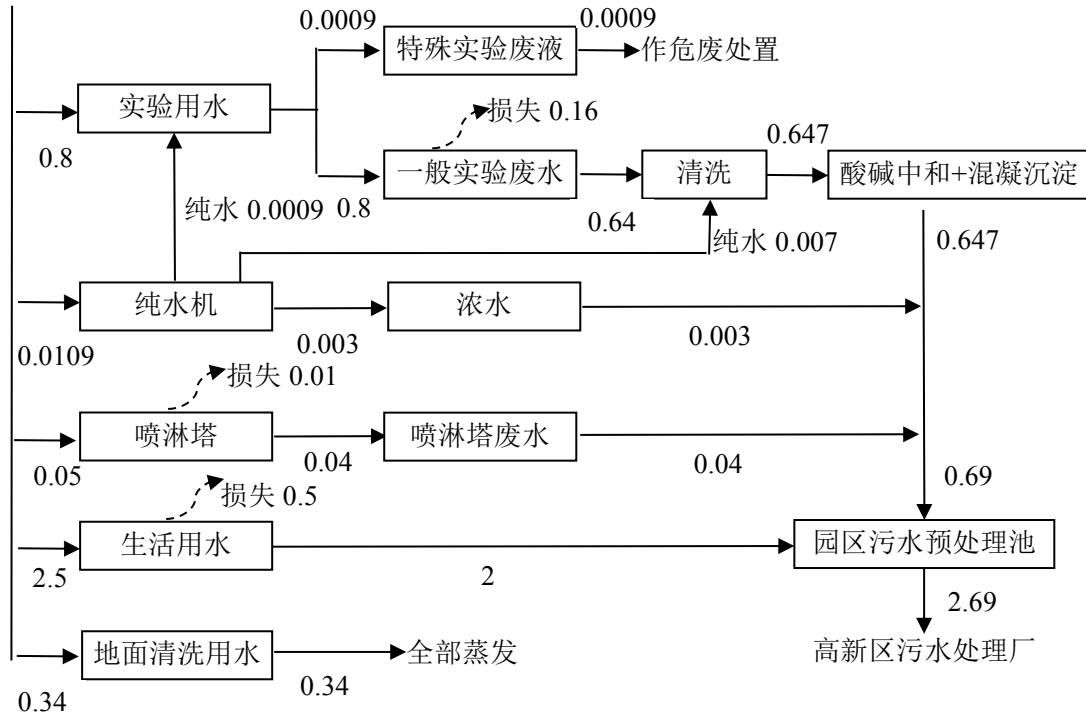 0.0009
0.0009
特殊实验废液
作危废处置
实验用水
损失 0.16
0.8
0.647
一般实验废水
清洗
酸碱中和+混凝沉淀
纯水 0.0009
0.8
0.64
纯水 0.007
0.647
纯水机
浓水
0.0109
0.003
0.003
损失 0.01
喷淋塔
喷淋塔废水
0.05
0.04
0.04
0.69
损失 0.5
生活用水
园区污水预处理池
2.5
2
2.69
地面清洗用水
全部蒸发
高新区污水处理厂
0.34
0.34